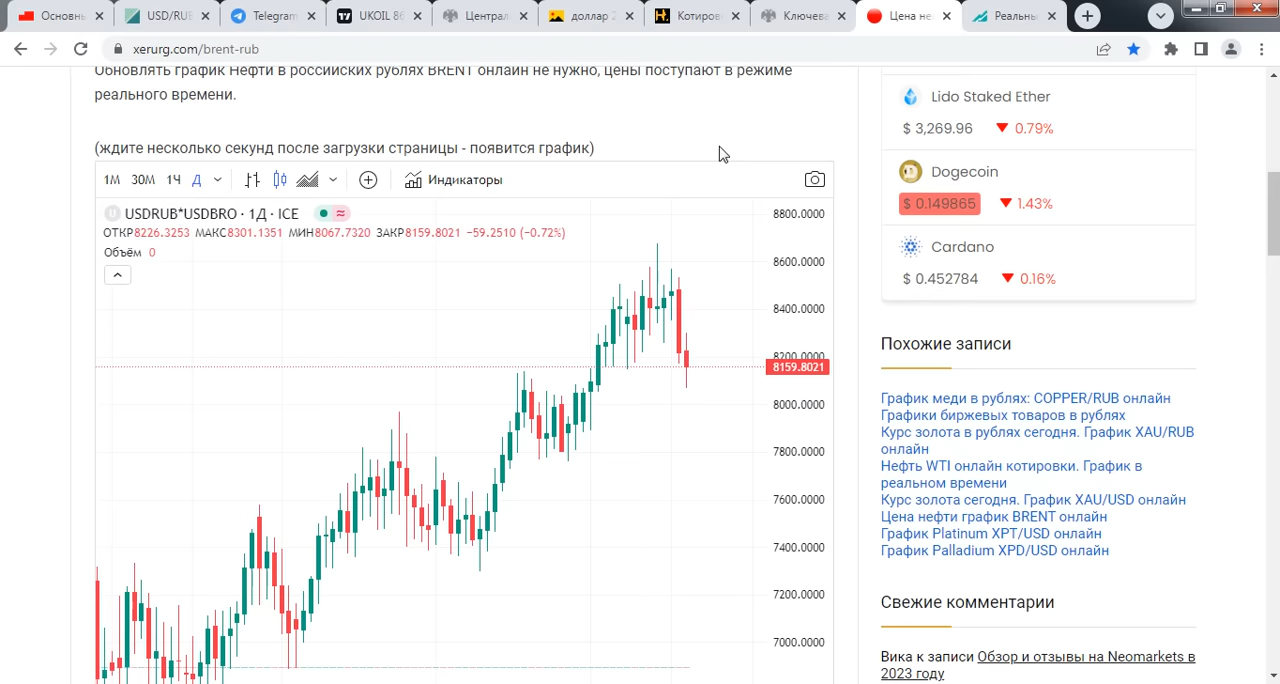 Основны
USD/RUB
Telegram
UKOIL 86
Централ
доллар 2
Котиров
Ключева
Цена не
Реальны
xerurg.com/brent-rub
Обновлять график Нефти в российских рублях BRENT онлайн не нужно, цены поступают в режиме
реального времени.
(ждите несколько секунд после загрузки страницы - появится график)
1М 30М 1Ч Д Индикаторы
USDRUB*USDBRO · 1Д · ICE
ОТКР8226.3253 МАКС8301.1351 МИН8067.7320 ЗАКР8159.8021 −59.2510 (−0.72%)
Объём 0
8800.0000
8600.0000
8400.0000
8200.0000
8159.8021
8000.0000
7800.0000
7600.0000
7400.0000
7200.0000
7000.0000
Lido Staked Ether
$ 3,269.96 0.79%
Dogecoin
$ 0.149865 1.43%
Cardano
$ 0.452784 0.16%
Похожие записи
График меди в рублях: COPPER/RUB онлайн
Графики биржевых товаров в рублях
Курс золота в рублях сегодня. График XAU/RUB
онлайн
Нефть WTI онлайн котировки. График в
реальном времени
Курс золота сегодня. График XAU/USD онлайн
Цена нефти график BRENT онлайн
График Platinum XPT/USD онлайн
График Palladium XPD/USD онлайн
Свежие комментарии
Вика к записи Обзор и отзывы на Neomarkets в
2023 году